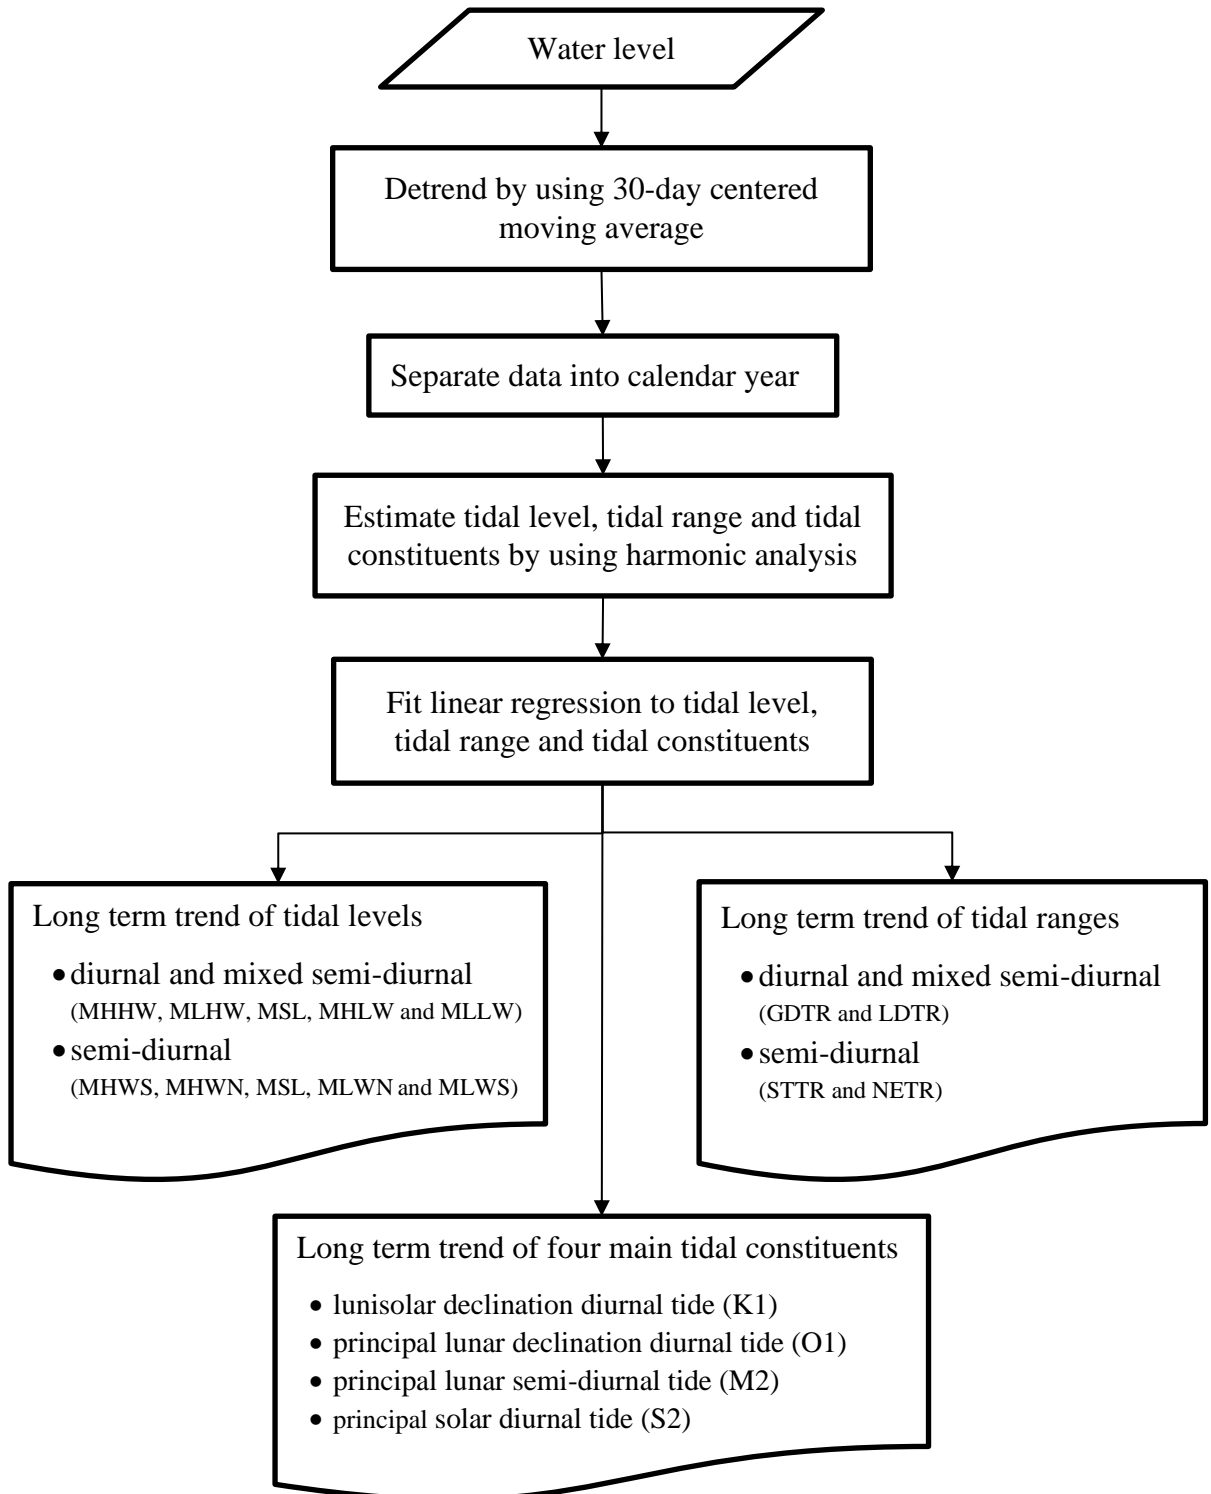 Water level
Detrend by using 30-day centered
moving average
Separate data into calendar year
Estimate tidal level, tidal range and tidal
constituents by using harmonic analysis
Fit linear regression to tidal level,
tidal range and tidal constituents
Long term trend of tidal levels
• diurnal and mixed semi-diurnal
(MHHW, MLHW, MSL, MHLW and MLLW)
• semi-diurnal
(MHWS, MHWN, MSL, MLWN and MLWS)
Long term trend of tidal ranges
• diurnal and mixed semi-diurnal
(GDTR and LDTR)
• semi-diurnal
(STTR and NETR)
Long term trend of four main tidal constituents
• lunisolar declination diurnal tide (K1)
• principal lunar declination diurnal tide (O1)
• principal lunar semi-diurnal tide (M2)
• principal solar diurnal tide (S2)